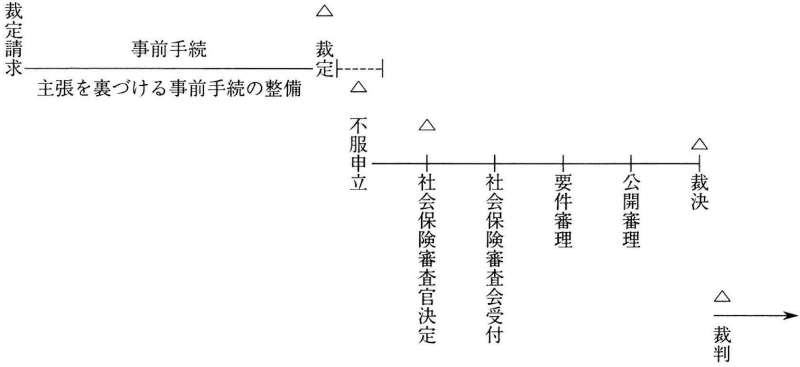 裁定請求
事前手続
主張を裏づける事前手続の整備
△
裁定
△
不服申立
△
社会保険審査官決定
社会保険審査会受付
要件審理
公開審理
△
裁決
△
裁判